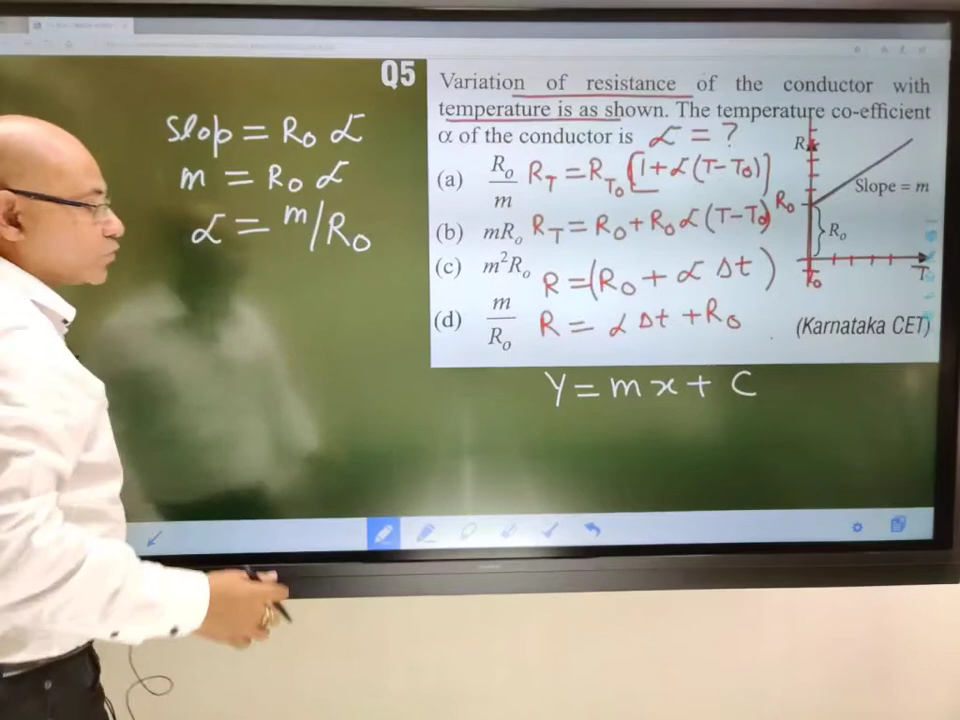 Q5
Variation of resistance of the conductor with
temperature is as shown. The temperature co-efficient
α of the conductor is α = ?
(a) R₀/m R_T = R_T₀ [1+α(T−T₀)]
(b) mR₀ R_T = R₀ + R₀ α (T−T₀)
(c) m²R₀ R = (R₀ + α Δt)
(d) m/R₀ R = α Δt + R₀
R
Slope = m
R₀
R₀
T₀
T
(Karnataka CET)
slop = R₀ α
m = R₀ α
α = m/R₀
Y = mx + C